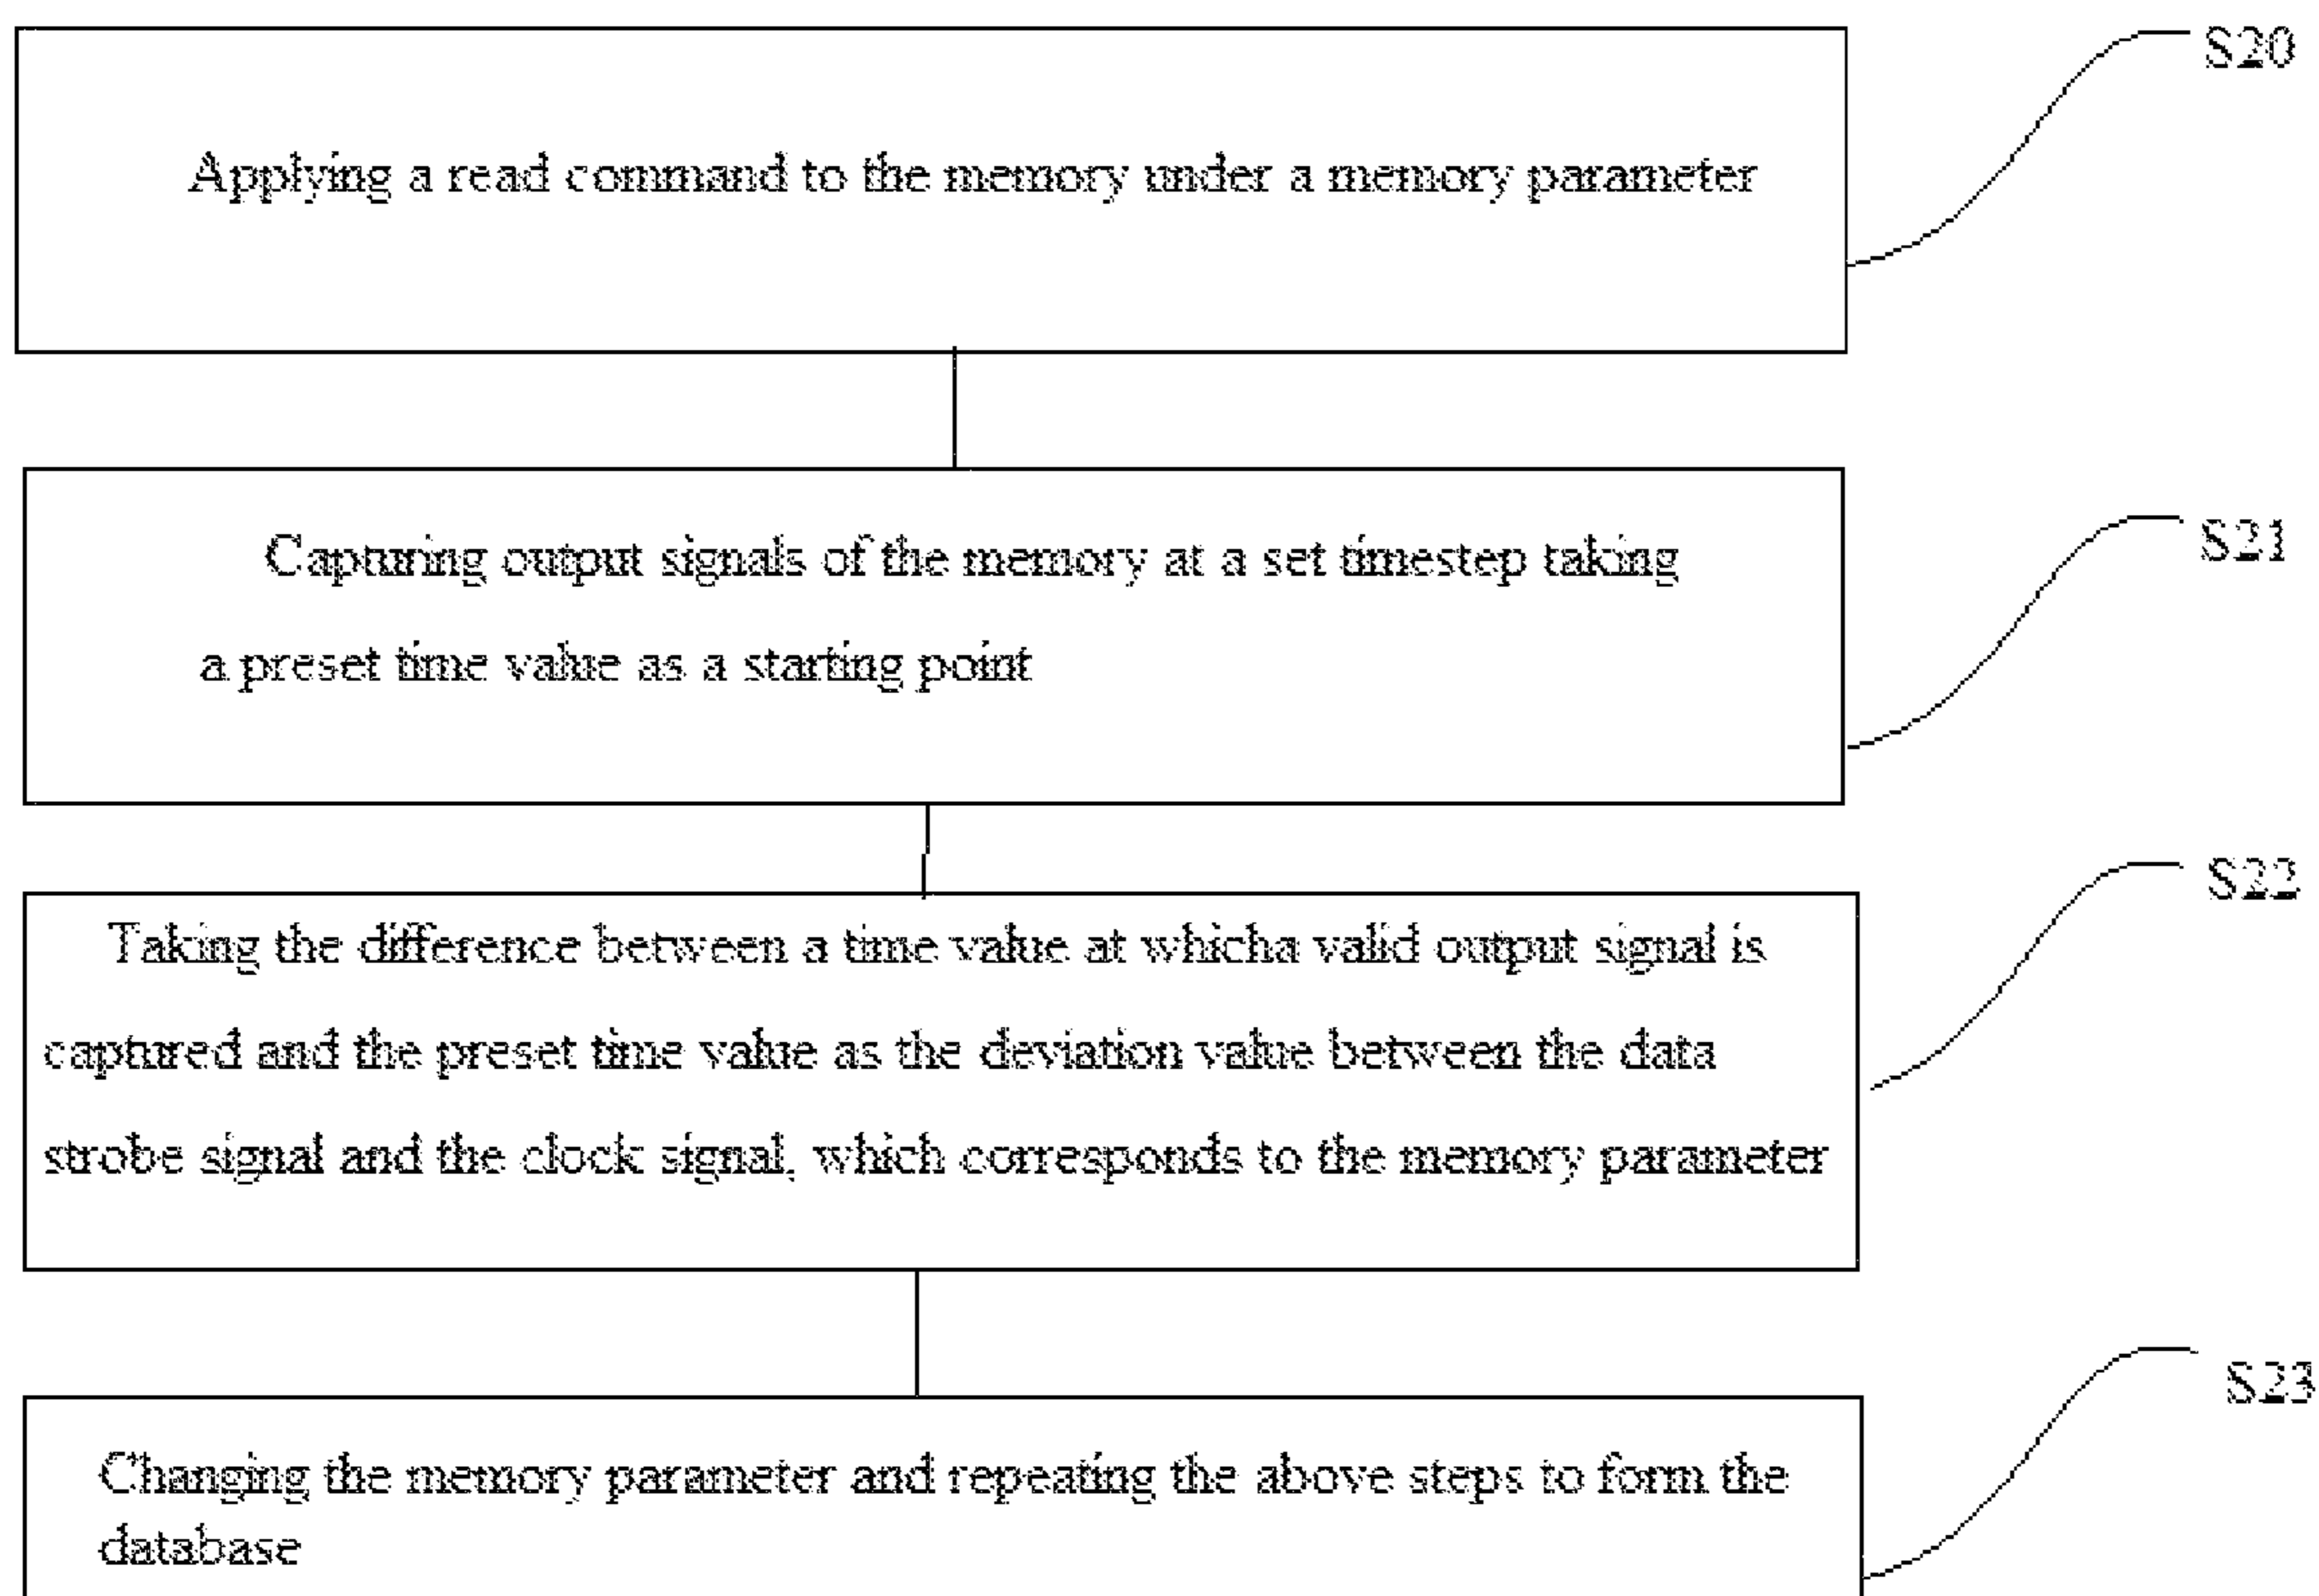 S20
Applying a read command to the memory under a memory parameter
S21
Capturing output signals of the memory at a set timestep taking
a preset time value as a starting point
S22
Taking the difference between a time value at whicha valid output signal is
captured and the preset time value as the deviation value between the data
strobe signal and the clock signal, which corresponds to the memory parameter
S23
Changing the memory parameter and repeating the above steps to form the
database